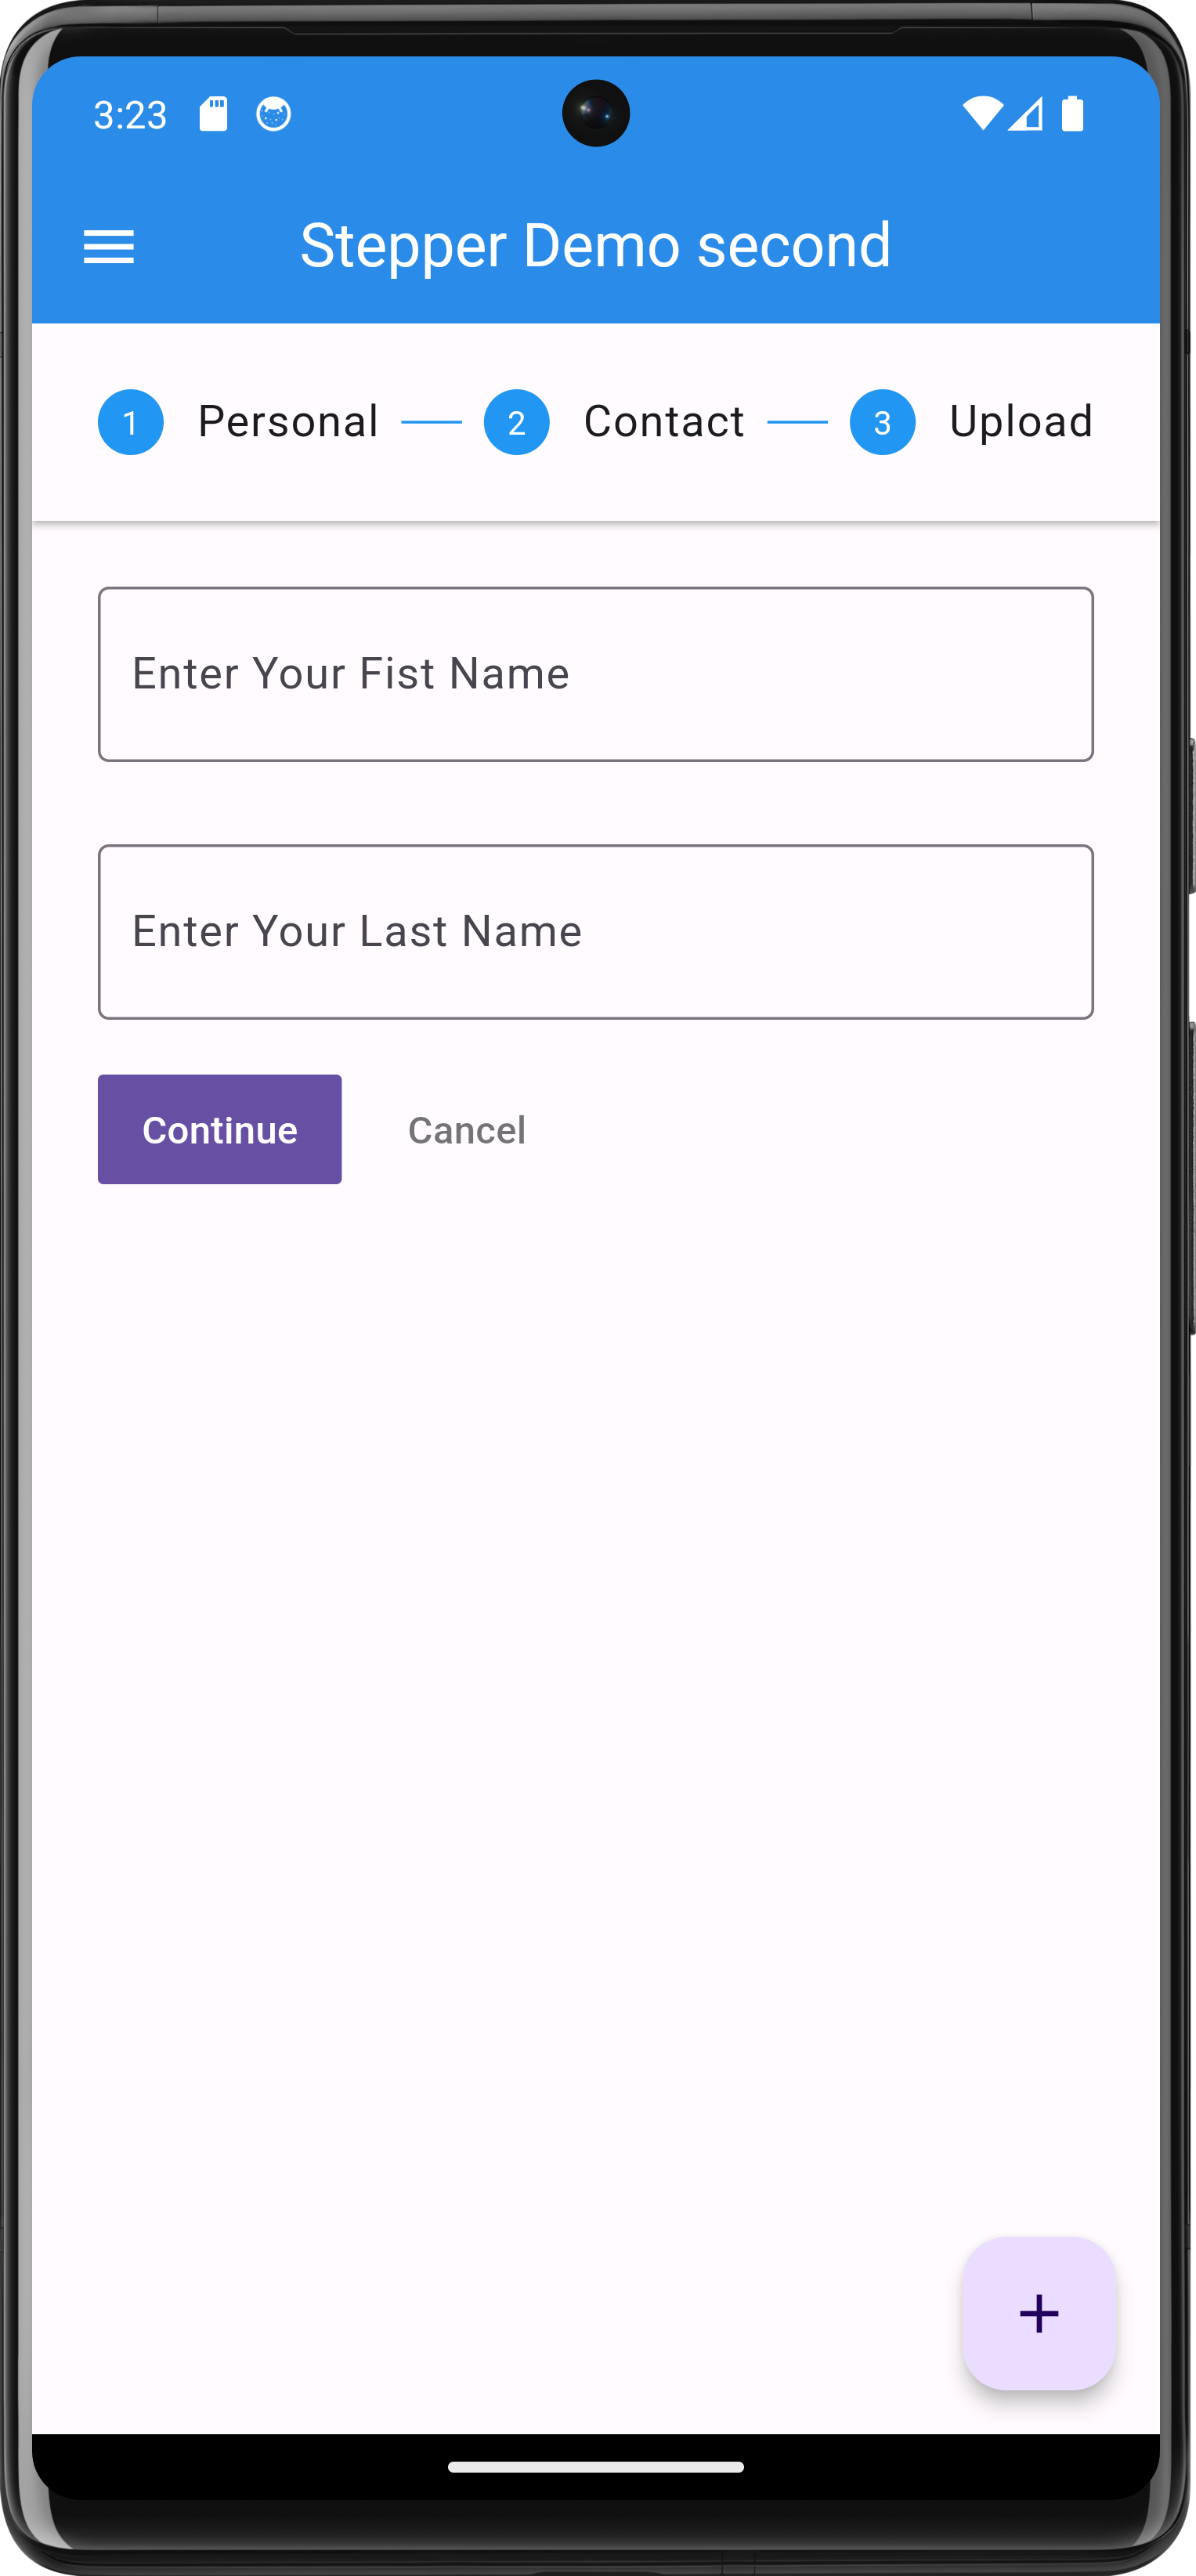 3:23
Stepper Demo second
1 Personal 2 Contact 3 Upload
Enter Your Fist Name
Enter Your Last Name
Continue Cancel